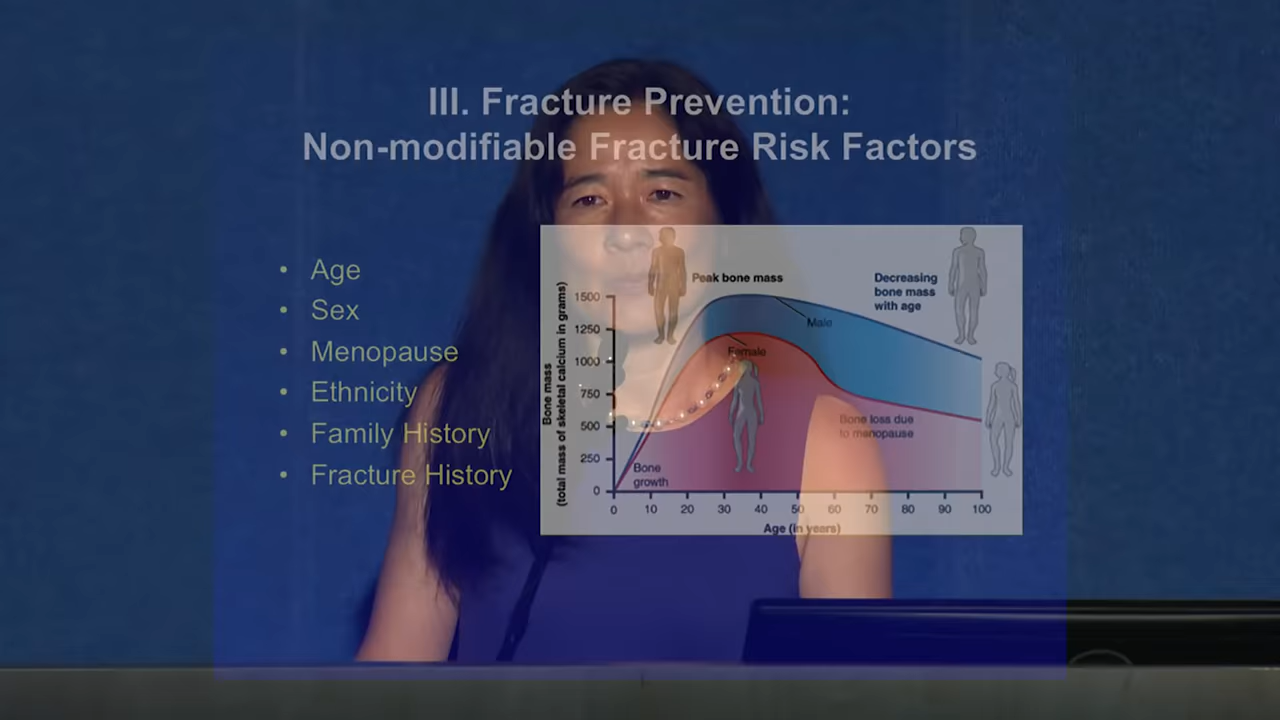 III. Fracture Prevention:
Non-modifiable Fracture Risk Factors
• Age
• Sex
• Menopause
• Ethnicity
• Family History
• Fracture History
Peak bone mass
Decreasing
bone mass
with age
Male
Female
Bone loss due
to menopause
Bone
growth
Bone mass
(total mass of skeletal calcium in grams)
1500
1250
1000
750
500
250
0
0 10 20 30 40 50 60 70 80 90 100
Age (in years)